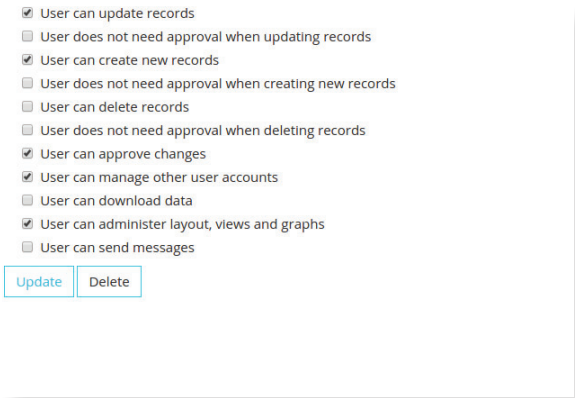 User can update records
User does not need approval when updating records
User can create new records
User does not need approval when creating new records
User can delete records
User does not need approval when deleting records
User can approve changes
User can manage other user accounts
User can download data
User can administer layout, views and graphs
User can send messages
Update Delete